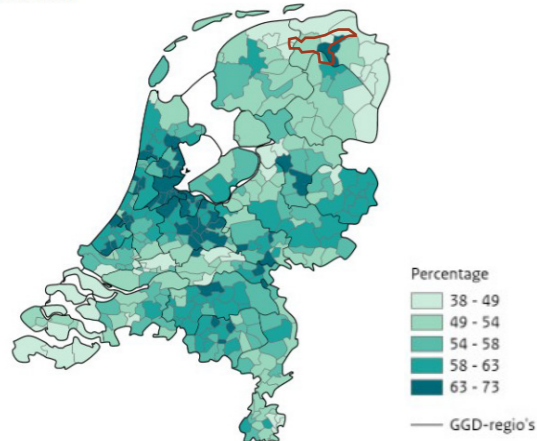 Percentage
38 - 49
49 - 54
54 - 58
58 - 63
63 - 73
GGD-regio's